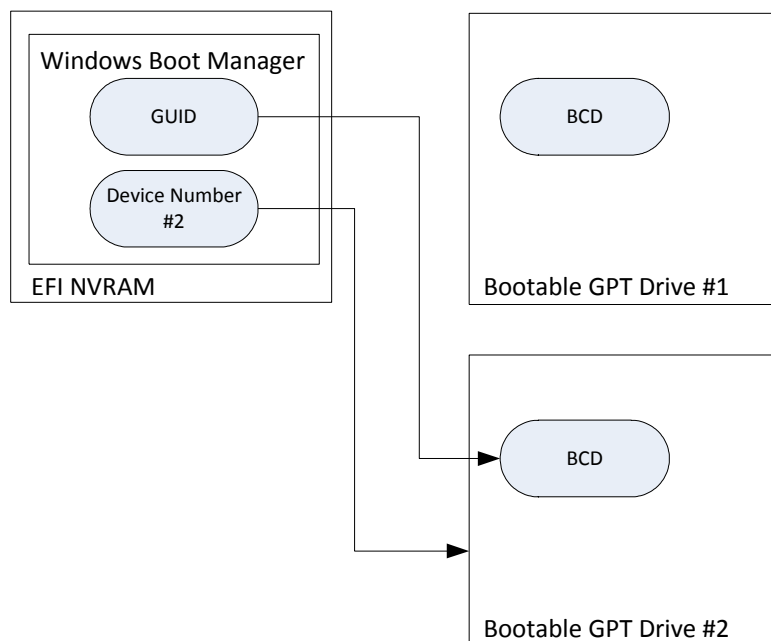 Windows Boot Manager
GUID
Device Number
#2
EFI NVRAM
BCD
Bootable GPT Drive #1
BCD
Bootable GPT Drive #2